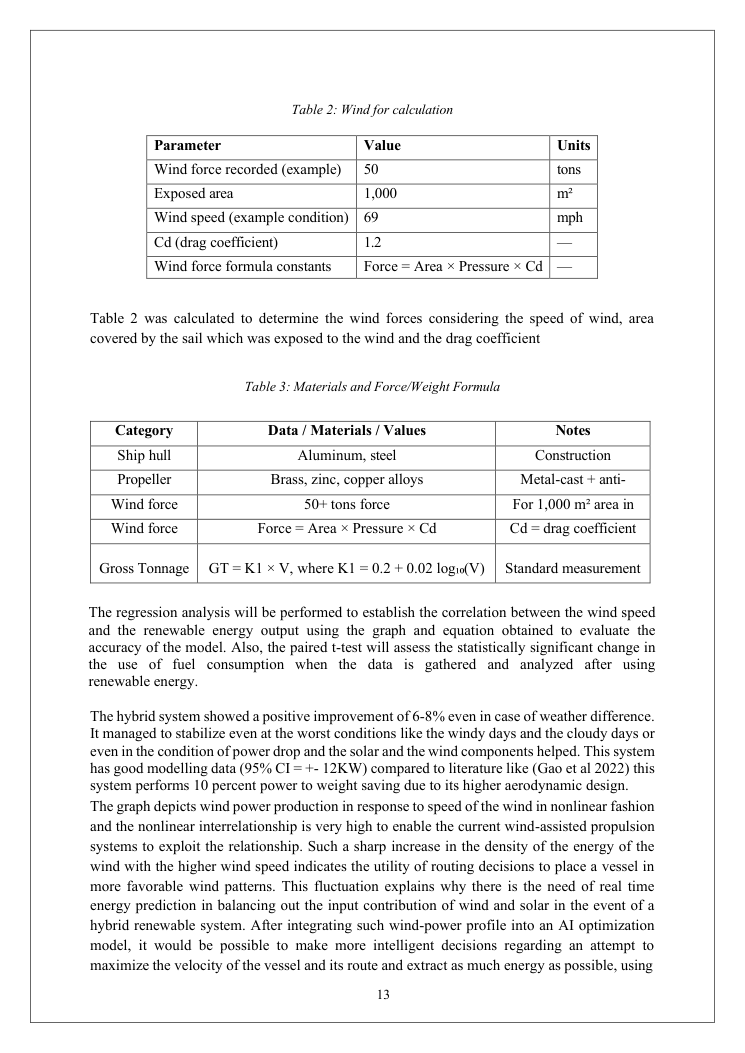 Table 2: Wind for calculation
Parameter Value Units
Wind force recorded (example) 50 tons
Exposed area 1,000 m²
Wind speed (example condition) 69 mph
Cd (drag coefficient) 1.2 —
Wind force formula constants Force = Area × Pressure × Cd —
Table 2 was calculated to determine the wind forces considering the speed of wind, area
covered by the sail which was exposed to the wind and the drag coefficient
Table 3: Materials and Force/Weight Formula
Category Data / Materials / Values Notes
Ship hull Aluminum, steel Construction
Propeller Brass, zinc, copper alloys Metal-cast + anti-
Wind force 50+ tons force For 1,000 m² area in
Wind force Force = Area × Pressure × Cd Cd = drag coefficient
Gross Tonnage GT = K1 × V, where K1 = 0.2 + 0.02 log₁₀(V) Standard measurement
The regression analysis will be performed to establish the correlation between the wind speed
and the renewable energy output using the graph and equation obtained to evaluate the
accuracy of the model. Also, the paired t-test will assess the statistically significant change in
the use of fuel consumption when the data is gathered and analyzed after using
renewable energy.
The hybrid system showed a positive improvement of 6-8% even in case of weather difference.
It managed to stabilize even at the worst conditions like the windy days and the cloudy days or
even in the condition of power drop and the solar and the wind components helped. This system
has good modelling data (95% CI = +- 12KW) compared to literature like (Gao et al 2022) this
system performs 10 percent power to weight saving due to its higher aerodynamic design.
The graph depicts wind power production in response to speed of the wind in nonlinear fashion
and the nonlinear interrelationship is very high to enable the current wind-assisted propulsion
systems to exploit the relationship. Such a sharp increase in the density of the energy of the
wind with the higher wind speed indicates the utility of routing decisions to place a vessel in
more favorable wind patterns. This fluctuation explains why there is the need of real time
energy prediction in balancing out the input contribution of wind and solar in the event of a
hybrid renewable system. After integrating such wind-power profile into an AI optimization
model, it would be possible to make more intelligent decisions regarding an attempt to
maximize the velocity of the vessel and its route and extract as much energy as possible, using
13